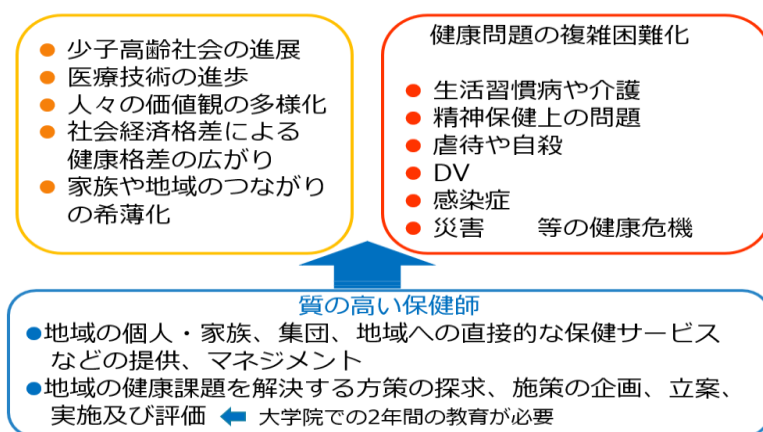 ● 少子高齢社会の進展
● 医療技術の進歩
● 人々の価値観の多様化
● 社会経済格差による
健康格差の広がり
● 家族や地域のつながり
の希薄化
健康問題の複雑困難化
● 生活習慣病や介護
● 精神保健上の問題
● 虐待や自殺
● DV
● 感染症
● 災害　　等の健康危機
質の高い保健師
●地域の個人・家族、集団、地域への直接的な保健サービス
などの提供、マネジメント
●地域の健康課題を解決する方策の探求、施策の企画、立案、
実施及び評価 ← 大学院での2年間の教育が必要